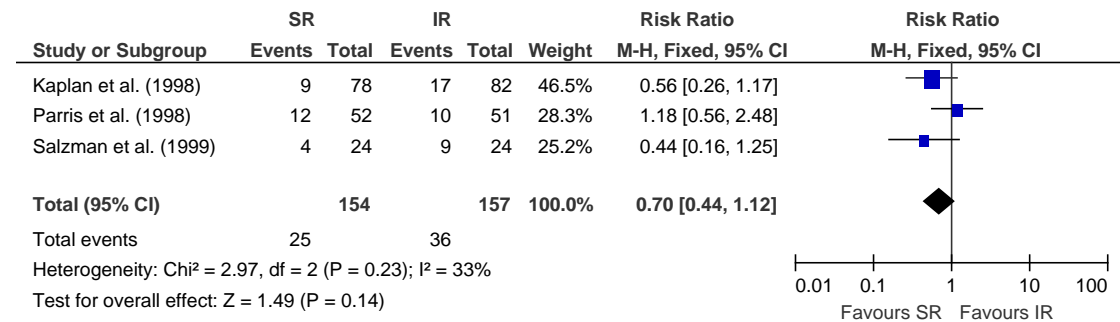 SR IR Risk Ratio Risk Ratio
Study or Subgroup Events Total Events Total Weight M-H, Fixed, 95% CI M-H, Fixed, 95% CI
Kaplan et al. (1998) 9 78 17 82 46.5% 0.56 [0.26, 1.17]
Parris et al. (1998) 12 52 10 51 28.3% 1.18 [0.56, 2.48]
Salzman et al. (1999) 4 24 9 24 25.2% 0.44 [0.16, 1.25]
Total (95% CI) 154 157 100.0% 0.70 [0.44, 1.12]
Total events 25 36
Heterogeneity: Chi² = 2.97, df = 2 (P = 0.23); I² = 33%
Test for overall effect: Z = 1.49 (P = 0.14)
0.01 0.1 1 10 100
Favours SR Favours IR